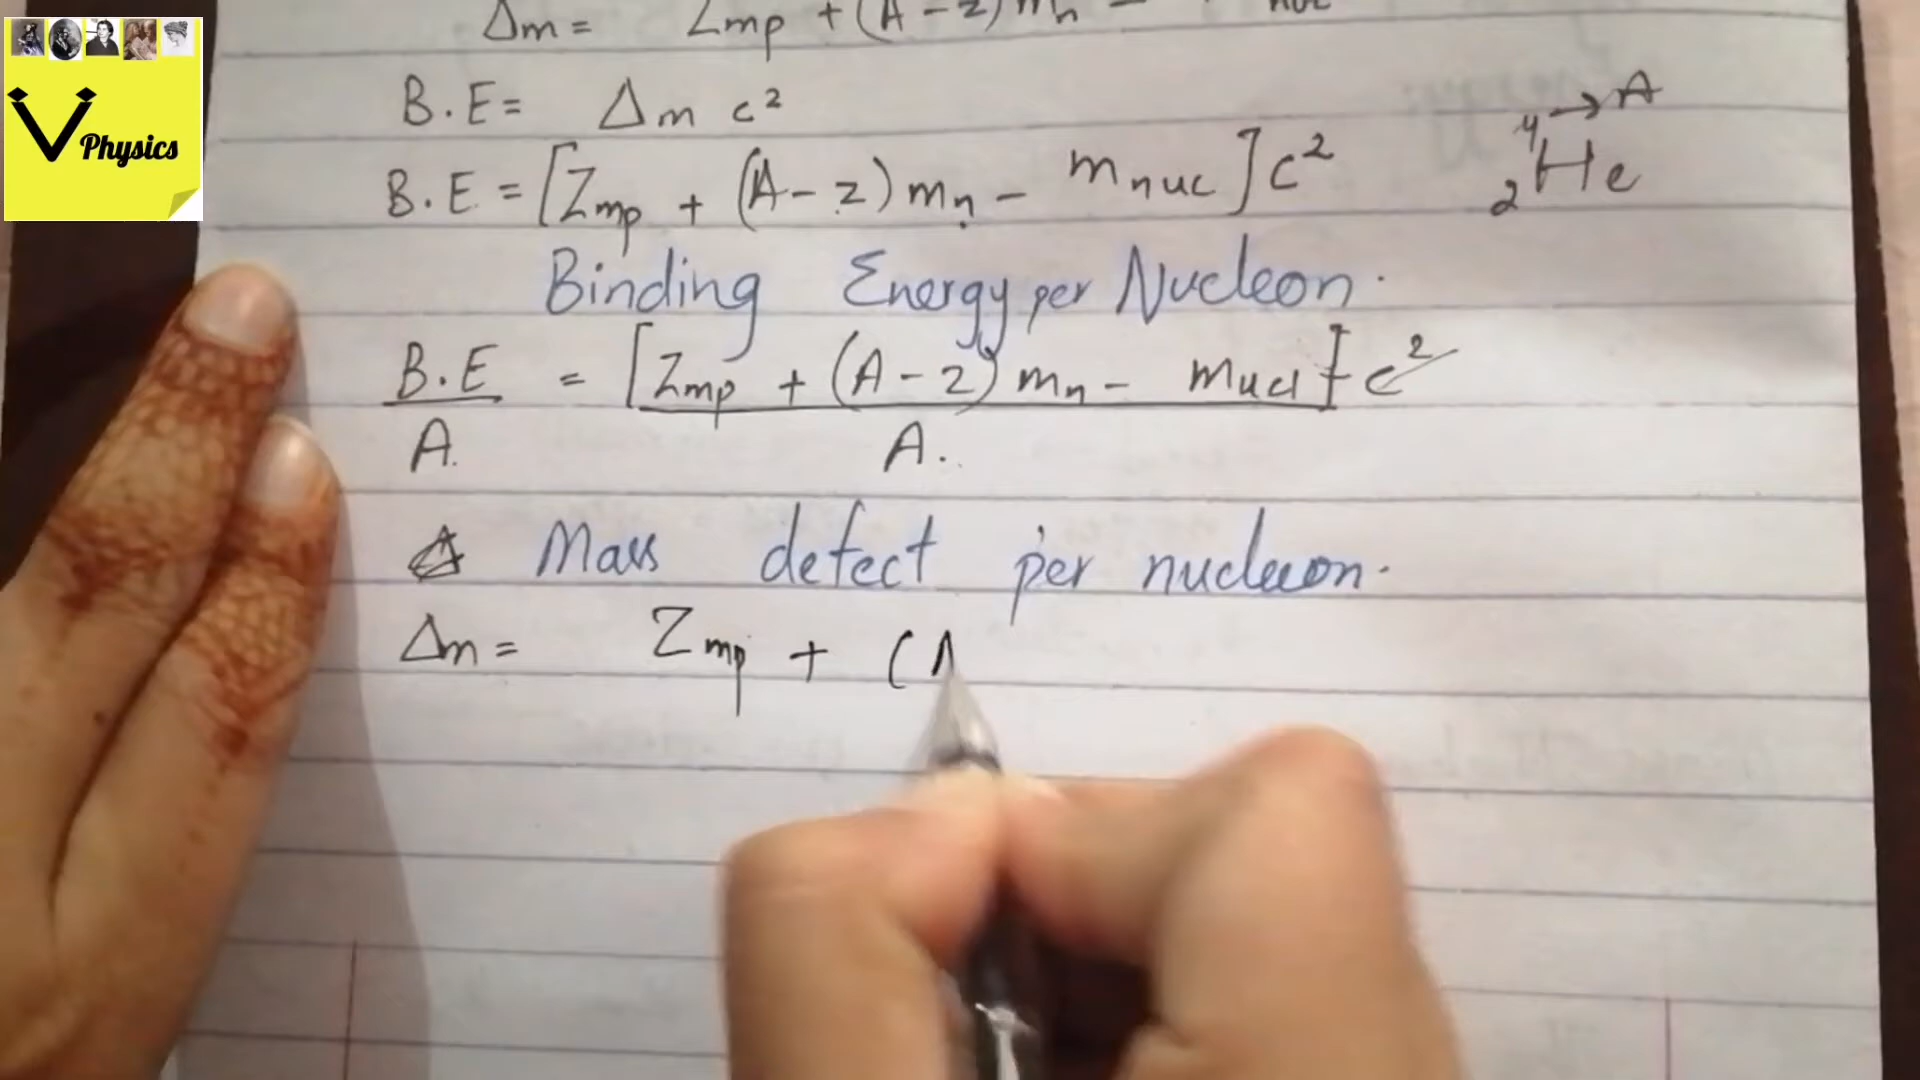 V Physics
Δm = Zmp + (A - z) mn -
B.E = Δm c²
B.E = [Zmp + (A - z) mn - mnuc] c²
→ A
⁴₂He
Binding Energy per Nucleon.
B.E = [Zmp + (A - z) mn - mucl] c²
A. A.
Mass defect per nucleon.
Δm = Zmp + (A